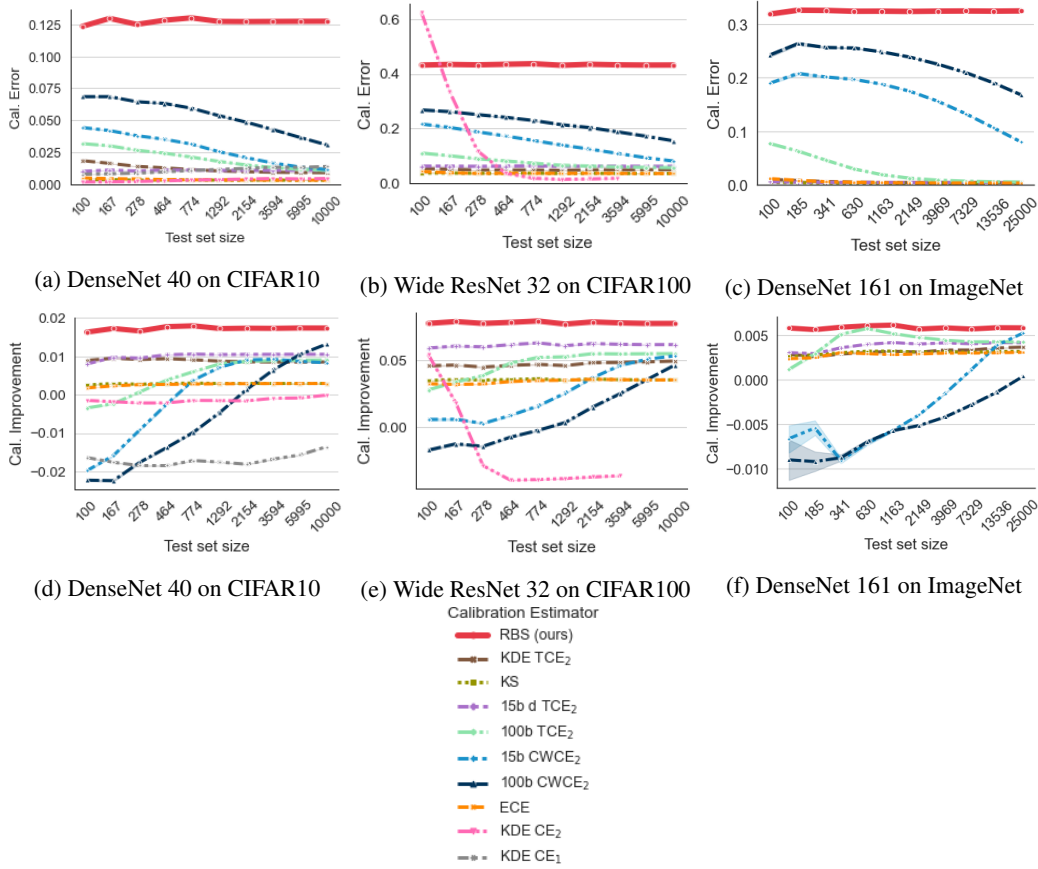 Cal. Error
0.125
0.100
0.075
0.050
0.025
0.000
100 167 278 464 774 1292 2154 3594 5995 10000
Test set size
0.6
0.4
0.2
0.0
100 167 278 464 774 1292 2154 3594 5995 10000
Test set size
Cal. Error
0.3
0.2
0.1
0.0
100 185 341 630 1163 2149 3969 7329 13536 25000
Test set size
(a) DenseNet 40 on CIFAR10
(b) Wide ResNet 32 on CIFAR100
(c) DenseNet 161 on ImageNet
Cal. Improvement
0.02
0.01
0.00
−0.01
−0.02
100 167 278 464 774 1292 2154 3594 5995 10000
Test set size
Cal. Improvement
0.05
0.00
100 167 278 464 774 1292 2154 3594 5995 10000
Test set size
Cal. Improvement
0.005
0.000
−0.005
−0.010
100 185 341 630 1163 2149 3969 7329 13536 25000
Test set size
(d) DenseNet 40 on CIFAR10
(e) Wide ResNet 32 on CIFAR100
(f) DenseNet 161 on ImageNet
Calibration Estimator
RBS (ours)
KDE TCE₂
KS
15b d TCE₂
100b TCE₂
15b CWCE₂
100b CWCE₂
ECE
KDE CE₂
KDE CE₁